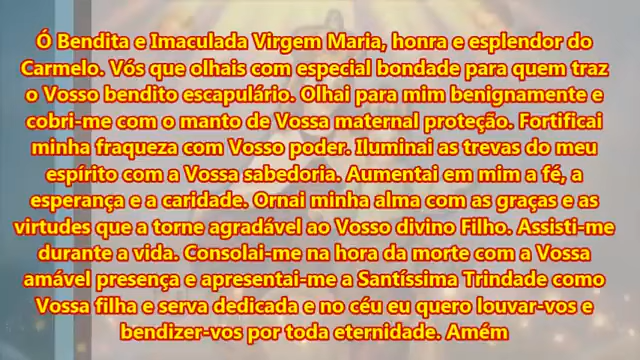 Ó Bendita e Imaculada Virgem Maria, honra e esplendor do
Carmelo. Vós que olhais com especial bondade para quem traz
o Vosso bendito escapulário. Olhai para mim benignamente e
cobri-me com o manto de Vossa maternal proteção. Fortificai
minha fraqueza com Vosso poder. Iluminai as trevas do meu
espírito com a Vossa sabedoria. Aumentai em mim a fé, a
esperança e a caridade. Ornai minha alma com as graças e as
virtudes que a torne agradável ao Vosso divino Filho. Assisti-me
durante a vida. Consolai-me na hora da morte com a Vossa
amável presença e apresentai-me a Santíssima Trindade como
Vossa filha e serva dedicada e no céu eu quero louvar-vos e
bendizer-vos por toda eternidade. Amém